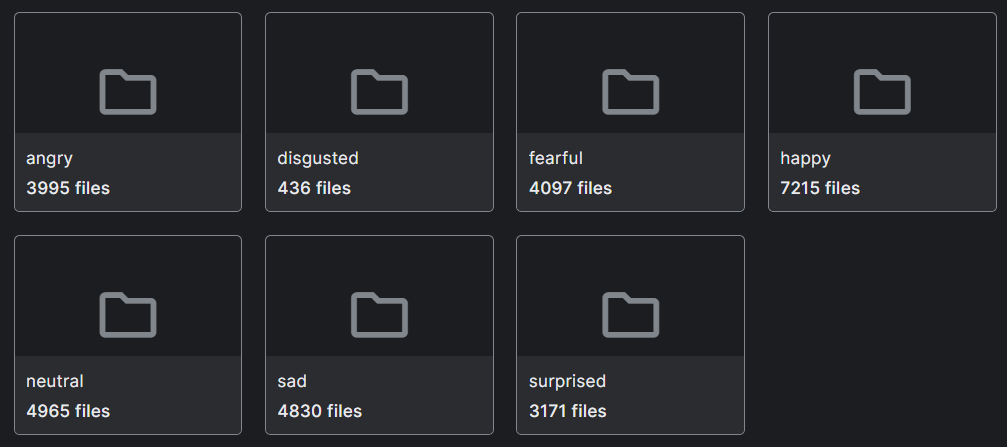 angry
3995 files
disgusted
436 files
fearful
4097 files
happy
7215 files
neutral
4965 files
sad
4830 files
surprised
3171 files